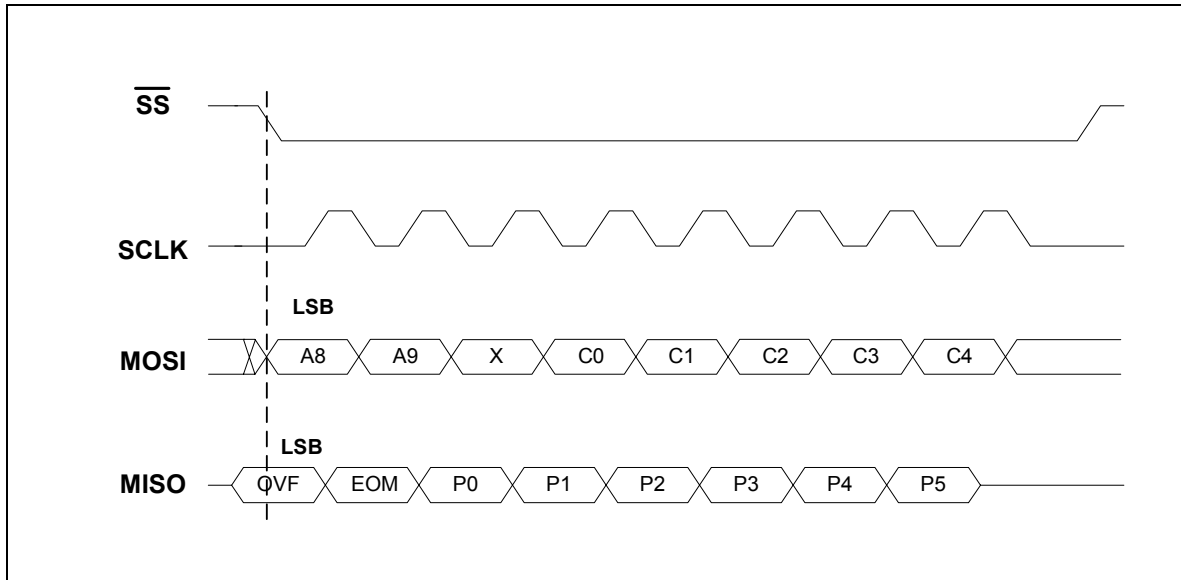 SS
SCLK
LSB
MOSI A8 A9 X C0 C1 C2 C3 C4
LSB
MISO OVF EOM P0 P1 P2 P3 P4 P5